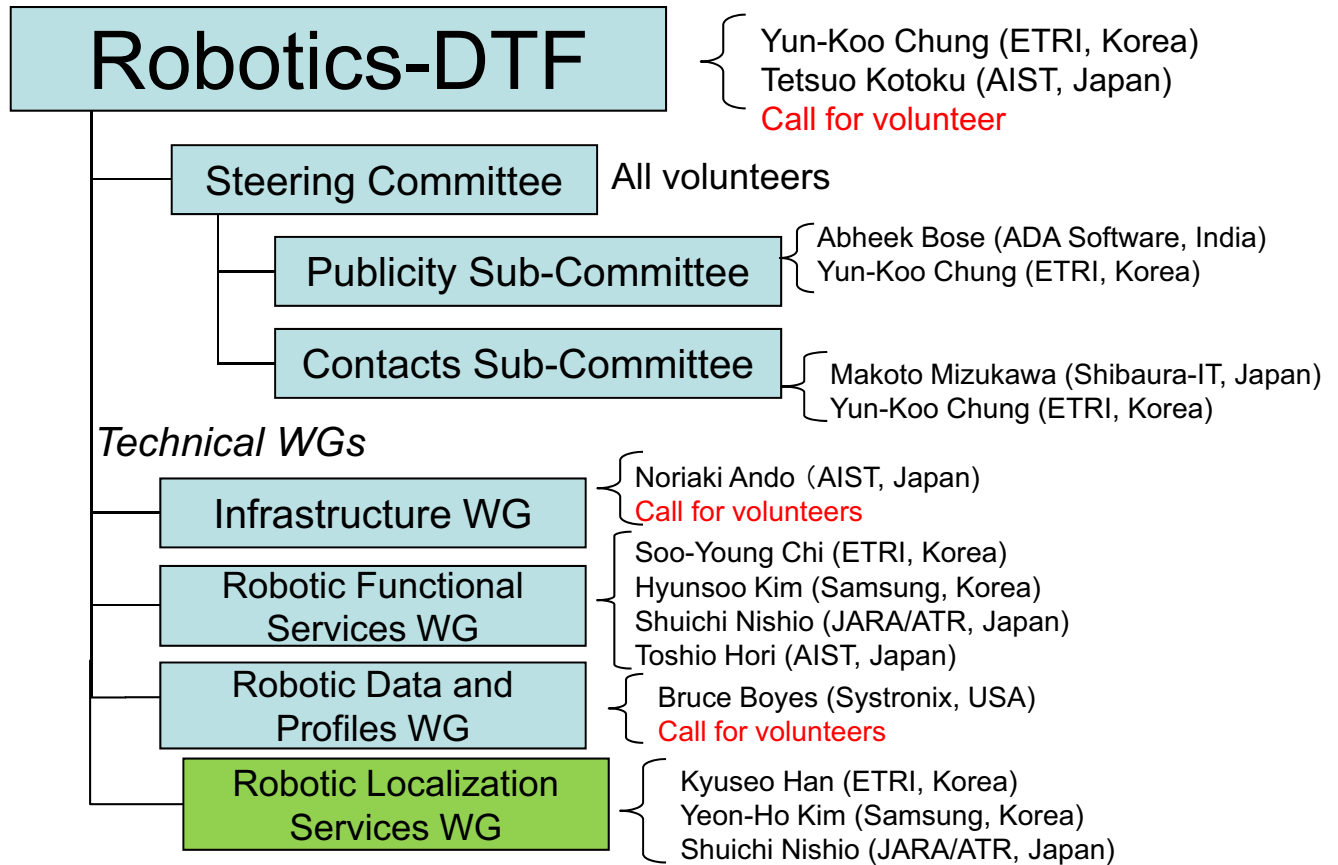 Robotics-DTF
Yun-Koo Chung (ETRI, Korea)
Tetsuo Kotoku (AIST, Japan)
Call for volunteer
Steering Committee
All volunteers
Publicity Sub-Committee
Abheek Bose (ADA Software, India)
Yun-Koo Chung (ETRI, Korea)
Contacts Sub-Committee
Makoto Mizukawa (Shibaura-IT, Japan)
Yun-Koo Chung (ETRI, Korea)
Technical WGs
Infrastructure WG
Noriaki Ando（AIST, Japan)
Call for volunteers
Robotic Functional
Services WG
Soo-Young Chi (ETRI, Korea)
Hyunsoo Kim (Samsung, Korea)
Shuichi Nishio (JARA/ATR, Japan)
Toshio Hori (AIST, Japan)
Robotic Data and
Profiles WG
Bruce Boyes (Systronix, USA)
Call for volunteers
Robotic Localization
Services WG
Kyuseo Han (ETRI, Korea)
Yeon-Ho Kim (Samsung, Korea)
Shuichi Nishio (JARA/ATR, Japan)